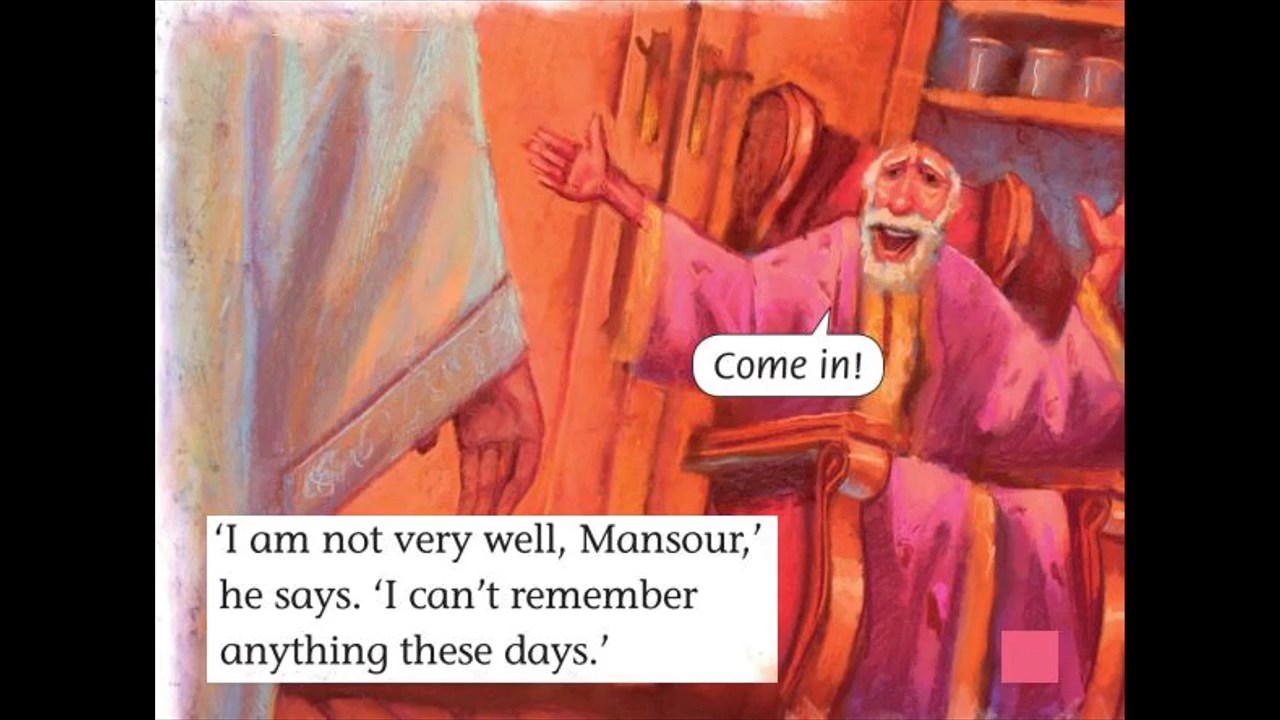 Come in!
‘I am not very well, Mansour,’
he says. ‘I can’t remember
anything these days.’